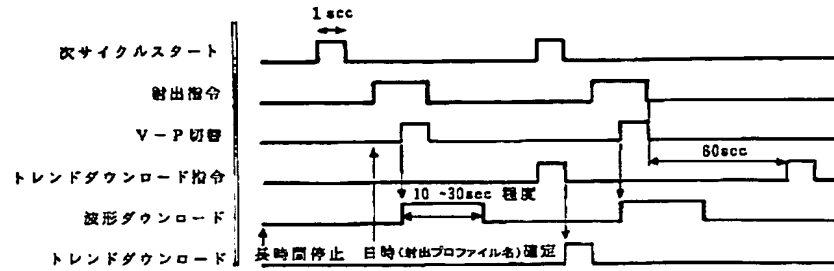 1sec
次サイクルスタート
射出指令
V-P切替
60sec
トレンドダウンロード指令
10~30sec 程度
波形ダウンロード
長時間停止 日時(射出プロファイル名)確定
トレンドダウンロード